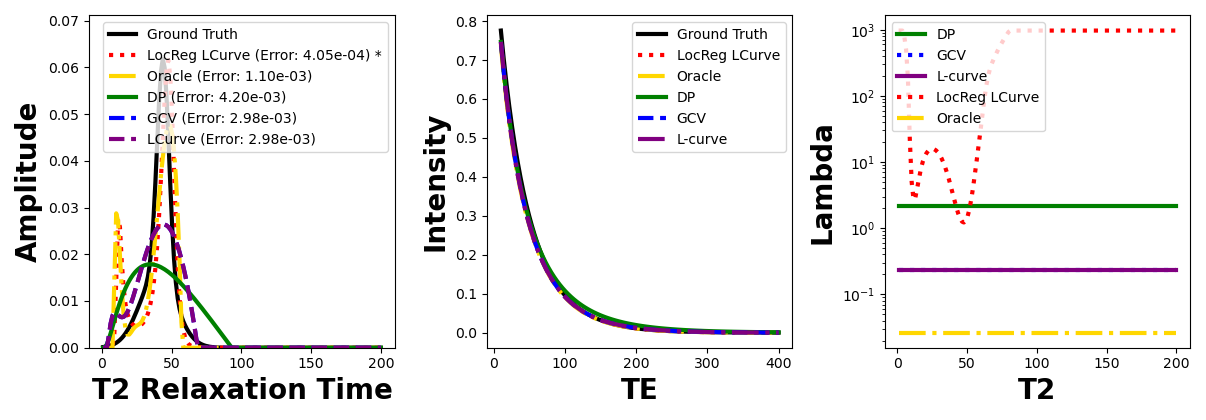 Amplitude
0.07
0.06
0.05
0.04
0.03
0.02
0.01
0.00
Ground Truth
LocReg LCurve (Error: 4.05e-04) *
Oracle (Error: 1.10e-03)
DP (Error: 4.20e-03)
GCV (Error: 2.98e-03)
LCurve (Error: 2.98e-03)
0 50 100 150 200
T2 Relaxation Time
Intensity
0.8
0.7
0.6
0.5
0.4
0.3
0.2
0.1
0.0
Ground Truth
LocReg LCurve
Oracle
DP
GCV
L-curve
0 100 200 300 400
TE
Lambda
10³
10²
10¹
10⁰
10⁻¹
DP
GCV
L-curve
LocReg LCurve
Oracle
0 50 100 150 200
T2